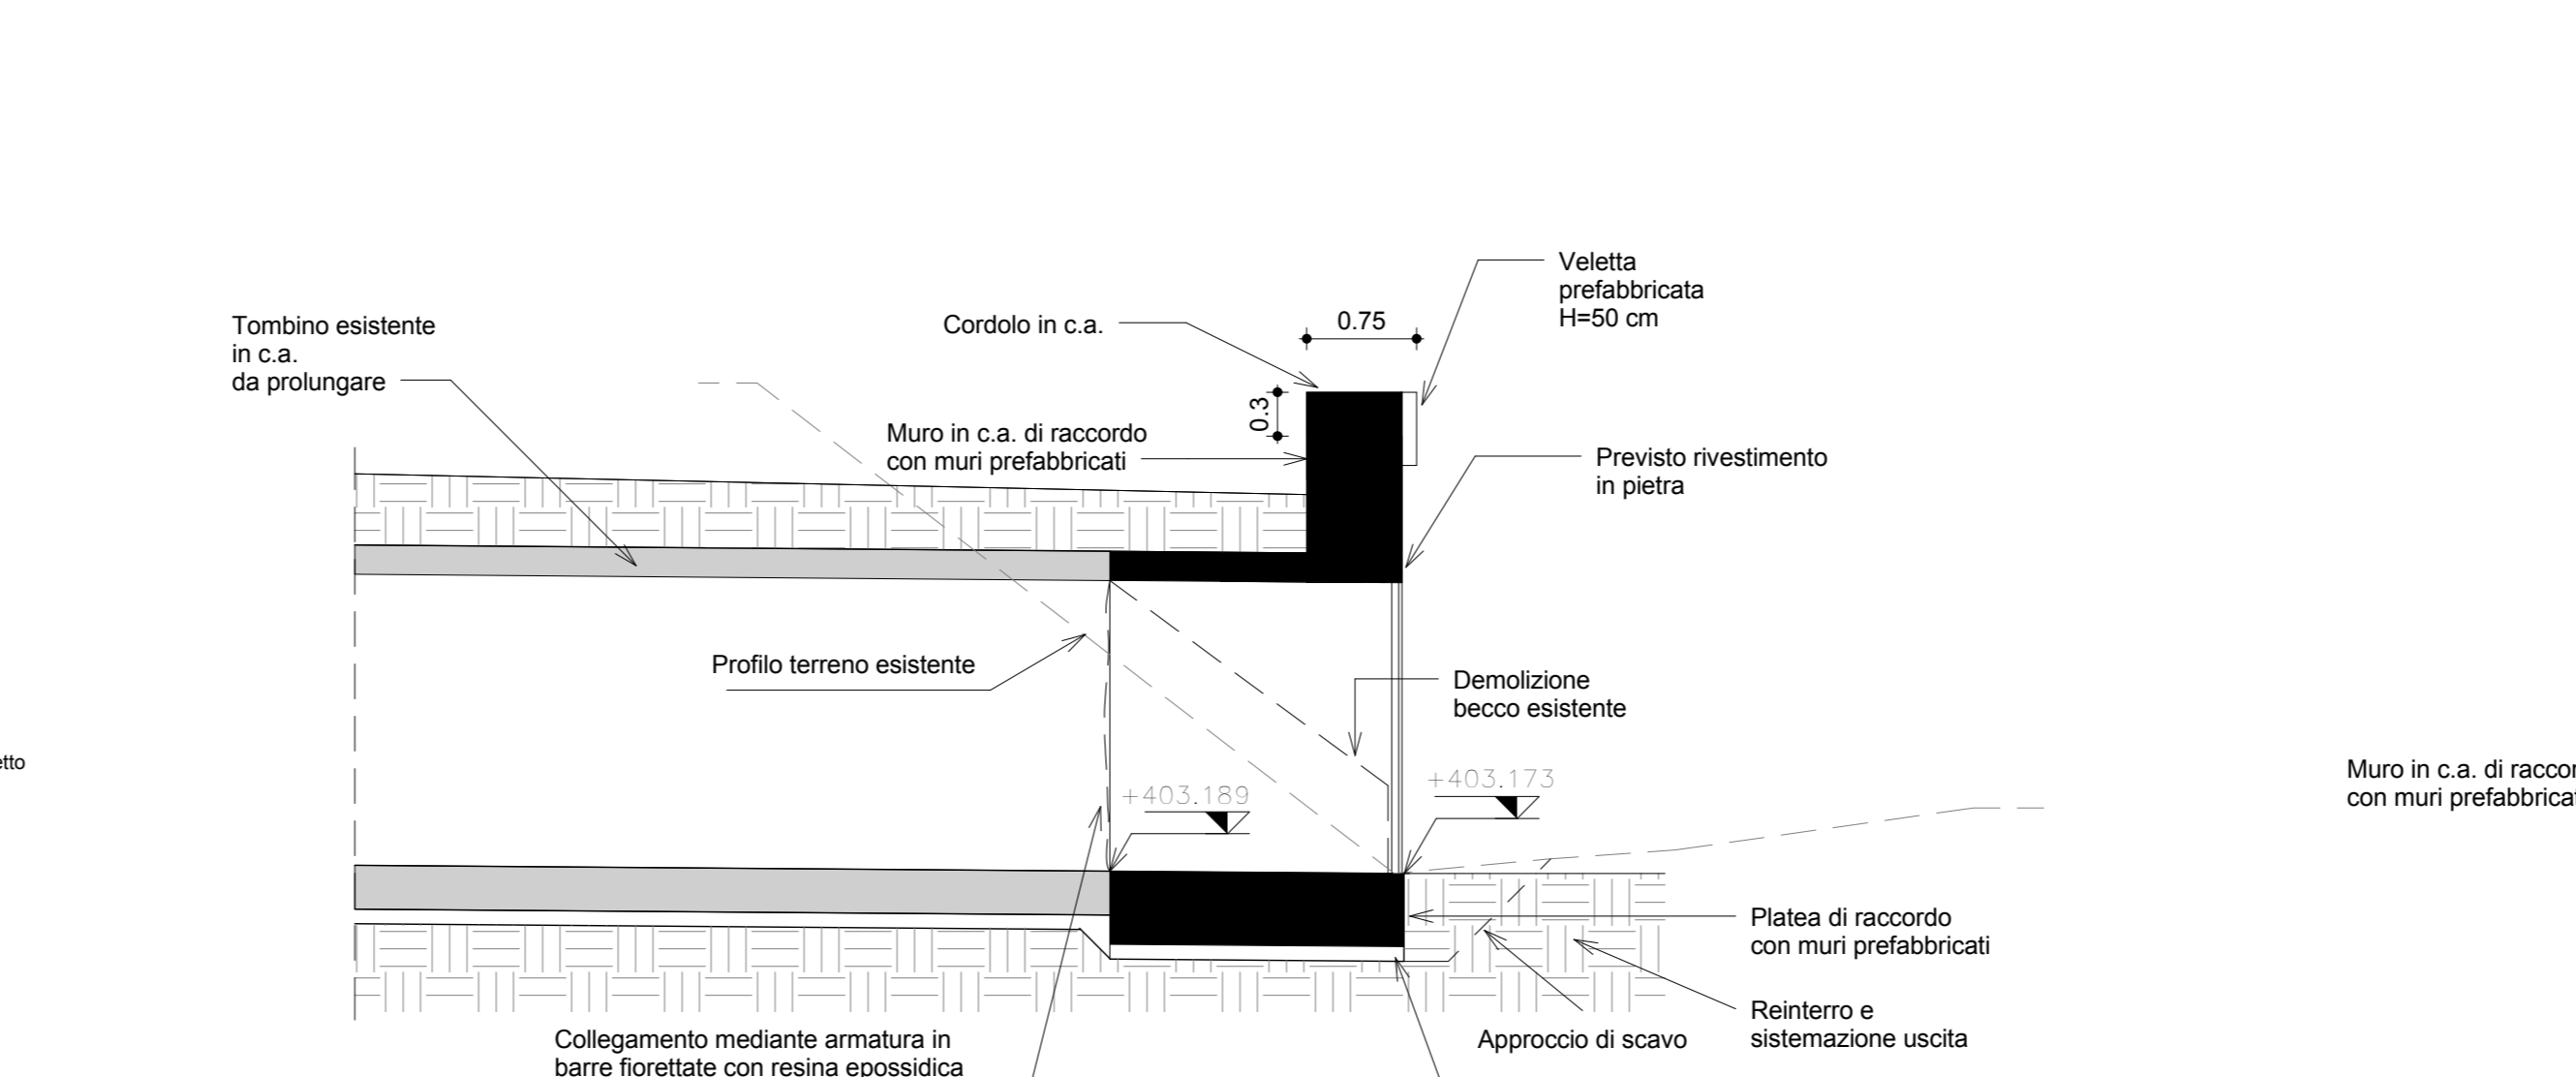 Veletta
prefabbricata
H=50 cm
Tombino esistente
in c.a.
da prolungare
Cordolo in c.a.
0.75
0.3
Muro in c.a. di raccordo
con muri prefabbricati
Previsto rivestimento
in pietra
Profilo terreno esistente
Demolizione
becco esistente
+403.189
+403.173
etto
Muro in c.a. di raccor
con muri prefabbricat
Platea di raccordo
con muri prefabbricati
Reinterro e
sistemazione uscita
Approccio di scavo
Collegamento mediante armatura in
barre fiorettate con resina epossidica